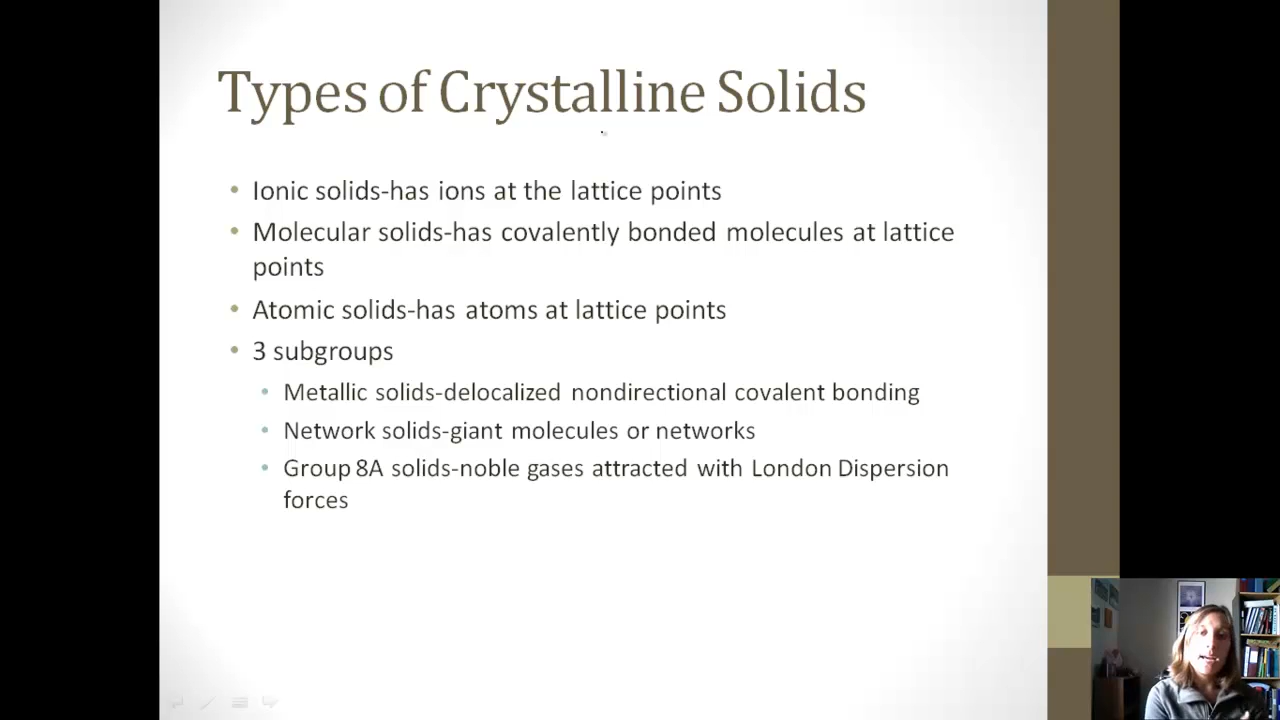 Types of Crystalline Solids
• Ionic solids-has ions at the lattice points
• Molecular solids-has covalently bonded molecules at lattice
points
• Atomic solids-has atoms at lattice points
• 3 subgroups
• Metallic solids-delocalized nondirectional covalent bonding
• Network solids-giant molecules or networks
• Group 8A solids-noble gases attracted with London Dispersion
forces